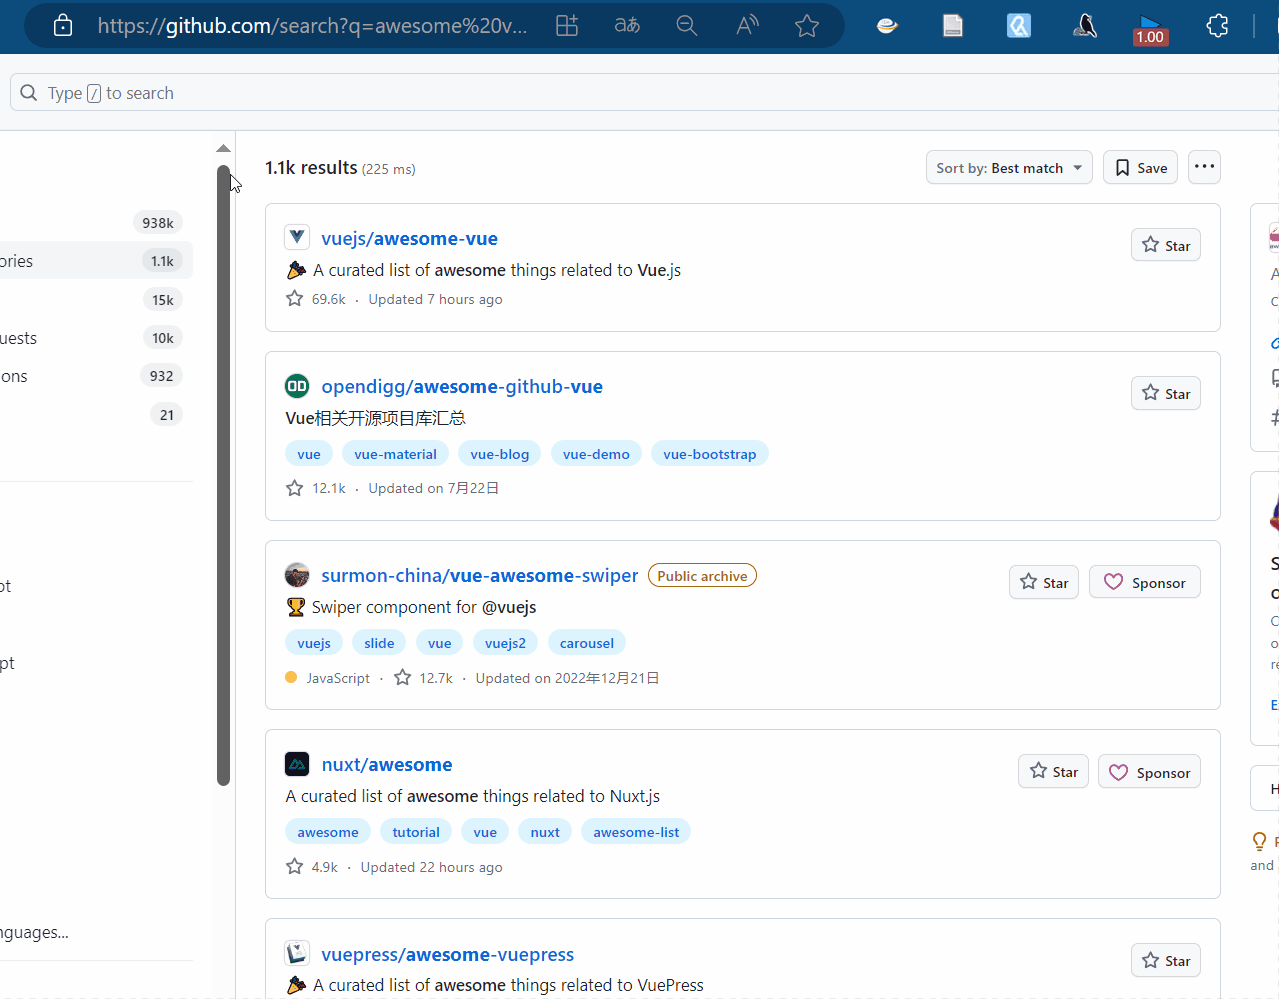 https://github.com/search?q=awesome%20v...
1.00
Type / to search
938k
ories 1.1k
15k
uests 10k
ons 932
21
pt
pt
nguages...
1.1k results (225 ms)
Sort by: Best match
Save
vuejs/awesome-vue
Star
A curated list of awesome things related to Vue.js
69.6k · Updated 7 hours ago
opendigg/awesome-github-vue
Star
Vue相关开源项目库汇总
vue vue-material vue-blog vue-demo vue-bootstrap
12.1k · Updated on 7月22日
surmon-china/vue-awesome-swiper Public archive
Star Sponsor
Swiper component for @vuejs
vuejs slide vue vuejs2 carousel
JavaScript · 12.7k · Updated on 2022年12月21日
nuxt/awesome
Star Sponsor
A curated list of awesome things related to Nuxt.js
awesome tutorial vue nuxt awesome-list
4.9k · Updated 22 hours ago
vuepress/awesome-vuepress
Star
A curated list of awesome things related to VuePress
and